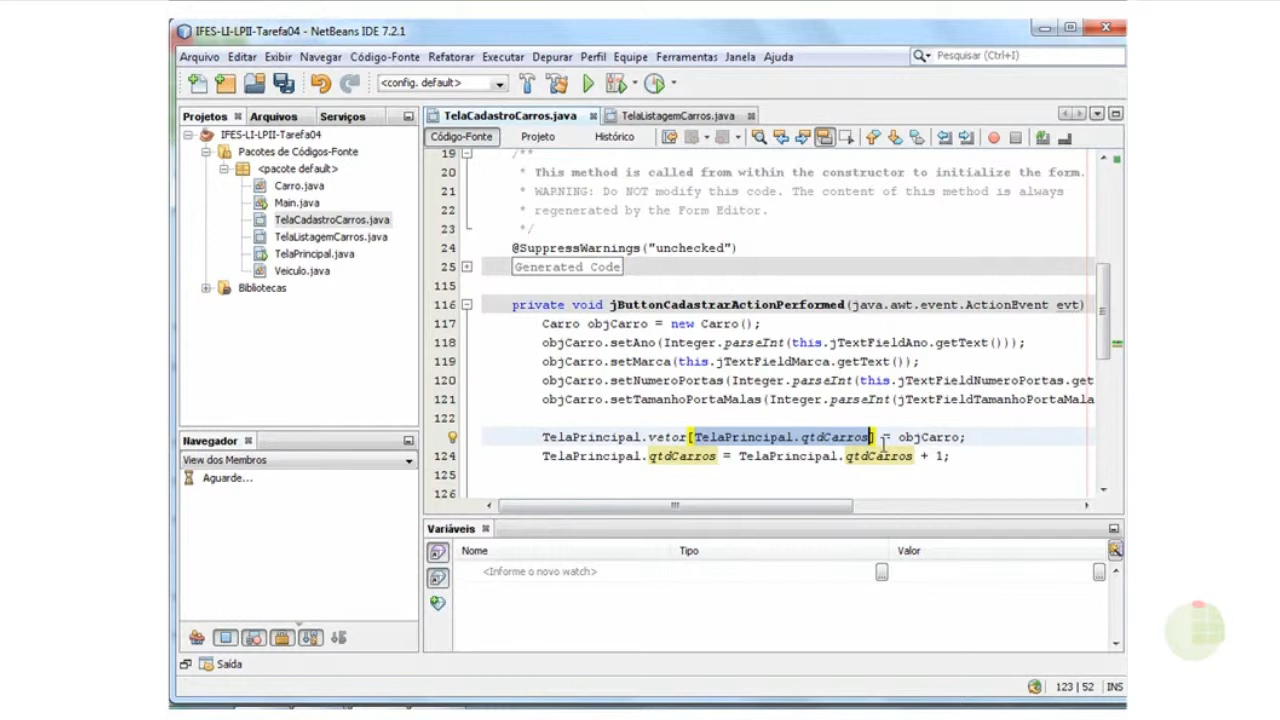 IFES-LI-LPII-Tarefa04 - NetBeans IDE 7.2.1
Arquivo Editar Exibir Navegar Código-Fonte Refatorar Executar Depurar Perfil Equipe Ferramentas Janela Ajuda
Pesquisar (Ctrl+I)
<config. default>
Projetos Arquivos Serviços
IFES-LI-LPII-Tarefa04
Pacotes de Códigos-Fonte
<pacote default>
Carro.java
Main.java
TelaCadastroCarros.java
TelaListagemCarros.java
TelaPrincipal.java
Veiculo.java
Bibliotecas
Navegador
View dos Membros
Aguarde...
TelaCadastroCarros.java TelaListagemCarros.java
Código-Fonte Projeto Histórico
19 /**
20 * This method is called from within the constructor to initialize the form.
21 * WARNING: Do NOT modify this code. The content of this method is always
22 * regenerated by the Form Editor.
23 */
24 @SuppressWarnings("unchecked")
25 Generated Code
115
116 private void jButtonCadastrarActionPerformed(java.awt.event.ActionEvent evt)
117 Carro objCarro = new Carro();
118 objCarro.setAno(Integer.parseInt(this.jTextFieldAno.getText()));
119 objCarro.setMarca(this.jTextFieldMarca.getText());
120 objCarro.setNumeroPortas(Integer.parseInt(this.jTextFieldNumeroPortas.get
121 objCarro.setTamanhoPortaMalas(Integer.parseInt(jTextFieldTamanhoPortaMala
122
TelaPrincipal.vetor[TelaPrincipal.qtdCarros] = objCarro;
124 TelaPrincipal.qtdCarros = TelaPrincipal.qtdCarros + 1;
125
126
Variáveis
Nome Tipo Valor
<Informe o novo watch>
Saída
123 | 52 INS